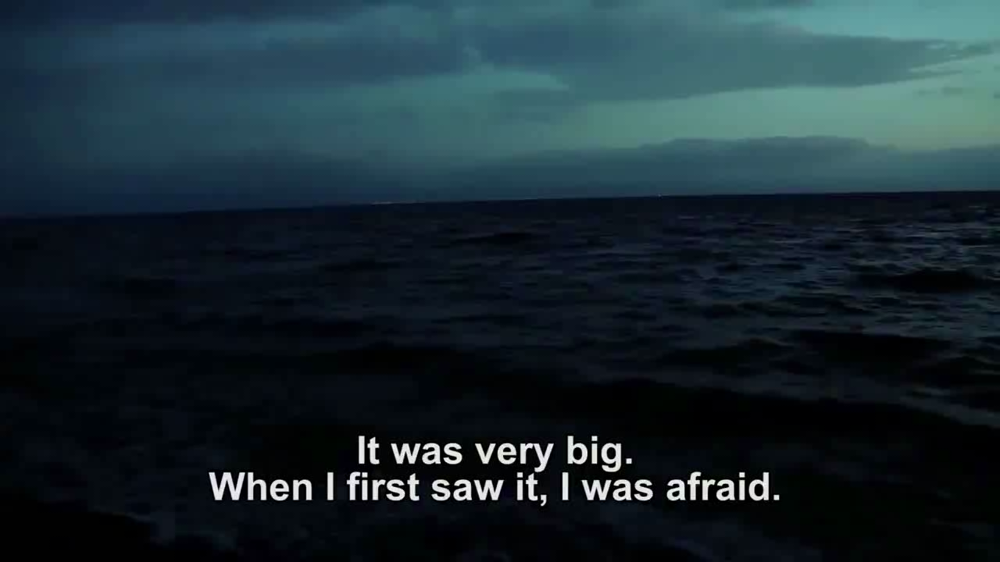 It was very big.
When I first saw it, I was afraid.